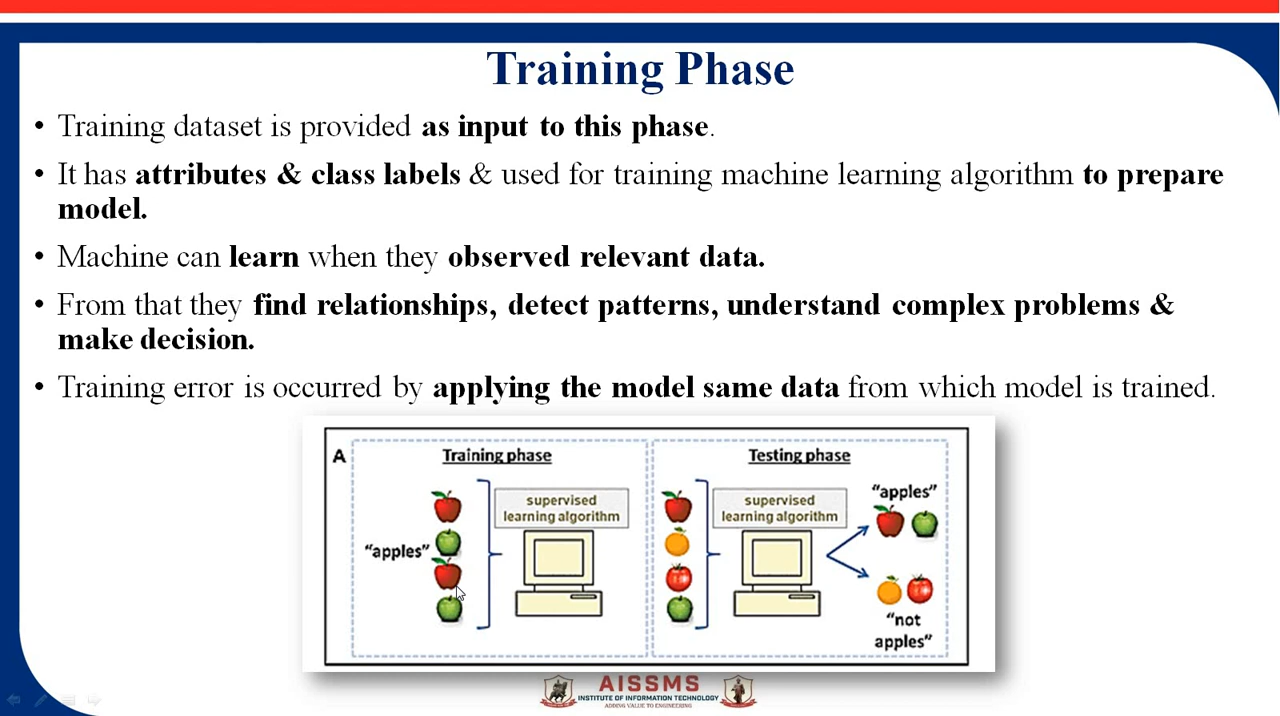 Training Phase
• Training dataset is provided as input to this phase.
• It has attributes & class labels & used for training machine learning algorithm to prepare
model.
• Machine can learn when they observed relevant data.
• From that they find relationships, detect patterns, understand complex problems &
make decision.
• Training error is occurred by applying the model same data from which model is trained.
A
Training phase
"apples"
supervised
learning algorithm
Testing phase
supervised
learning algorithm
"apples"
"not
apples"
AISSMS
INSTITUTE OF INFORMATION TECHNOLOGY
ADDING VALUE TO ENGINEERING